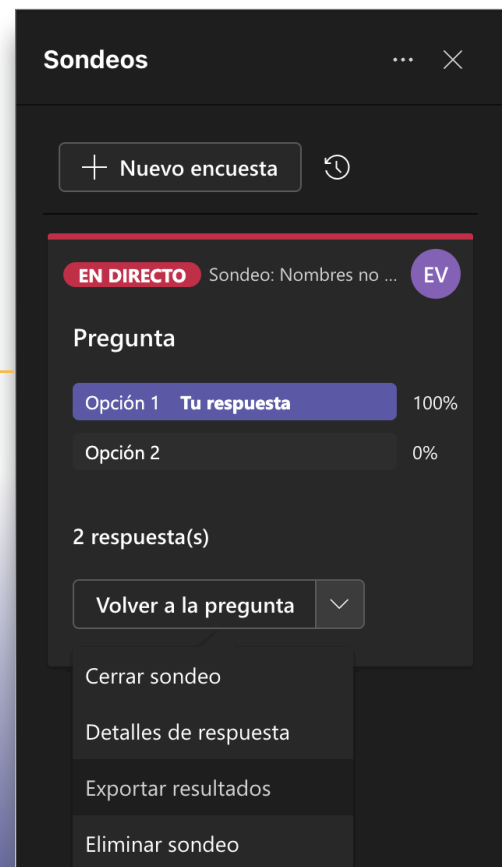 Sondeos
Nuevo encuesta
EN DIRECTO Sondeo: Nombres no ... EV
Pregunta
Opción 1 Tu respuesta 100%
Opción 2 0%
2 respuesta(s)
Volver a la pregunta
Cerrar sondeo
Detalles de respuesta
Exportar resultados
Eliminar sondeo